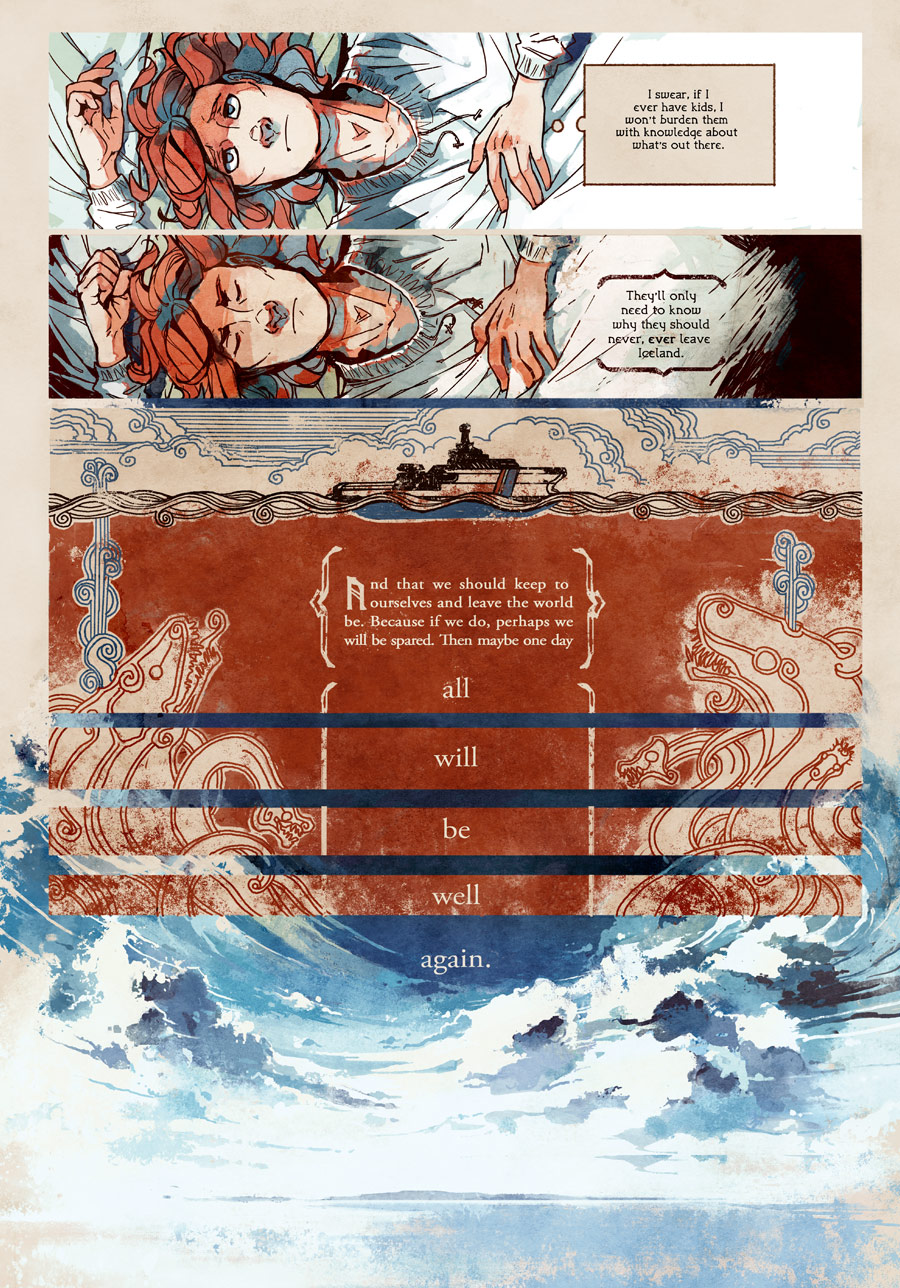 I swear, if I
ever have kids, I
won't burden them
with knowledge about
what's out there.
They'll only
need to know
why they should
never, ever leave
Iceland.
And that we should keep to
ourselves and leave the world
be. Because if we do, perhaps we
will be spared. Then maybe one day
all
will
be
well
again.